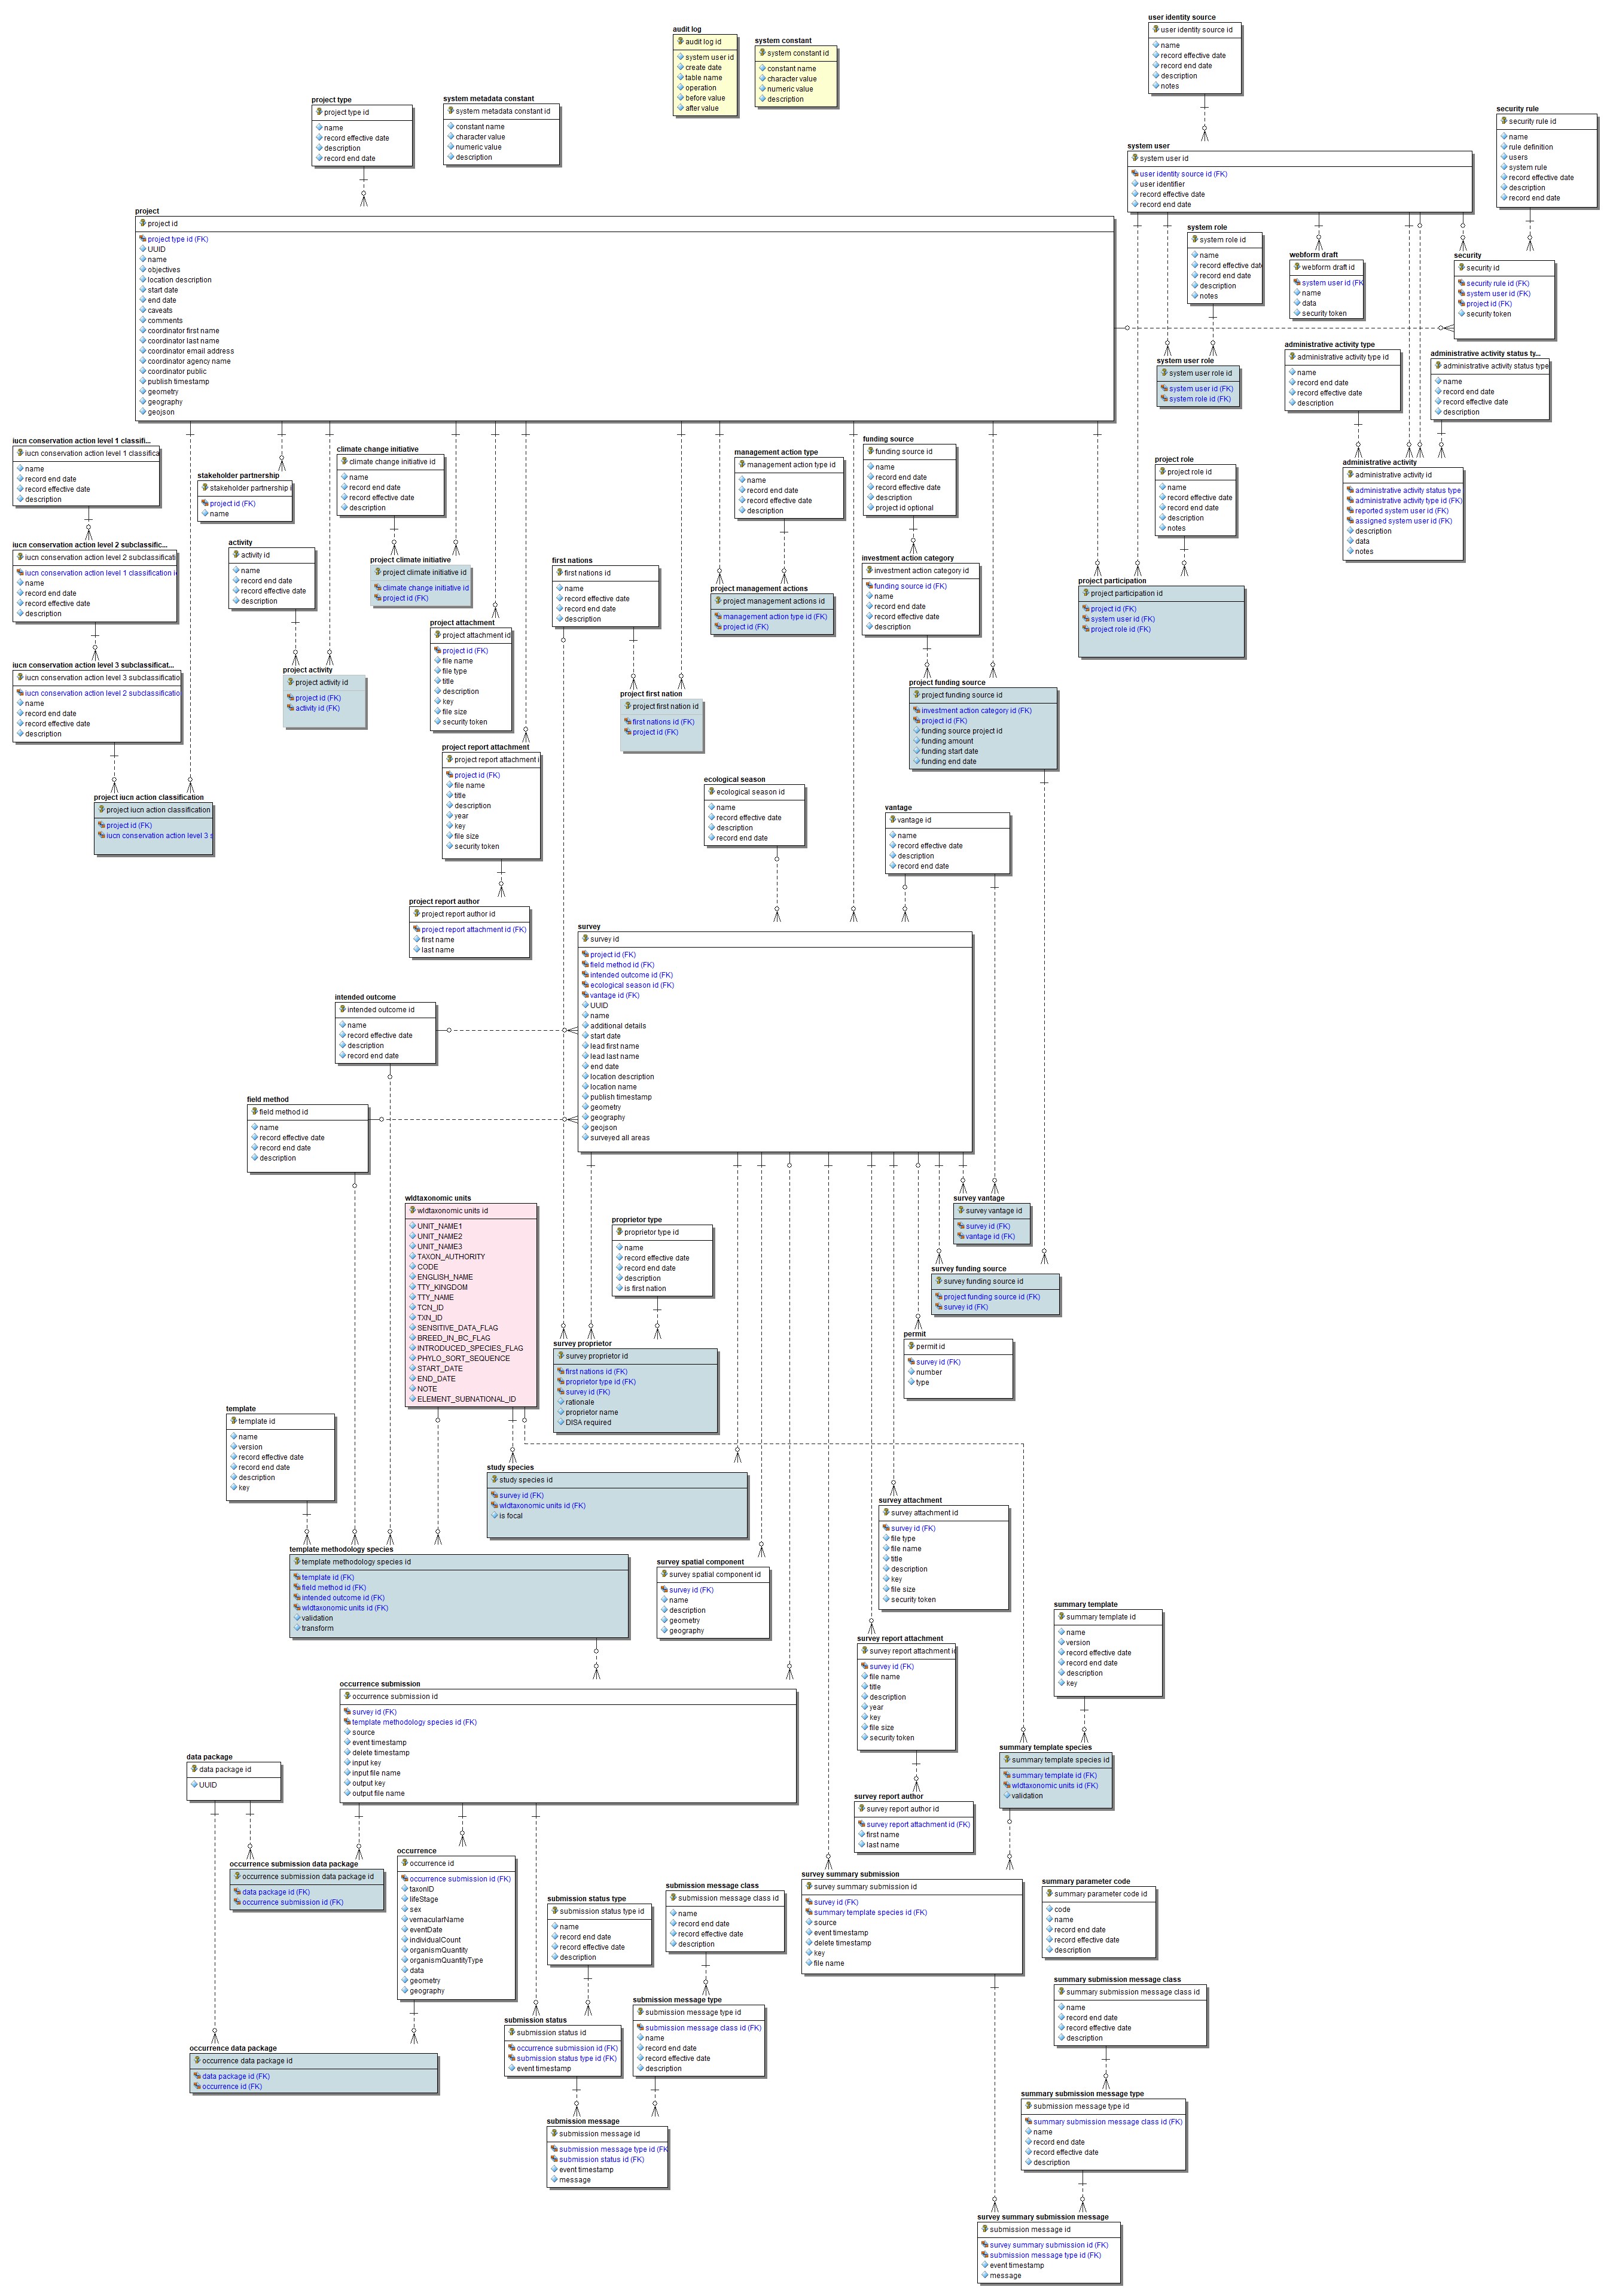 user identity source
user identity source id
name
record effective date
record end date
description
notes
audit log
audit log id
system user id
create date
table name
operation
before value
after value
system constant
system constant id
constant name
character value
numeric value
description
project type
project type id
name
record effective date
description
record end date
system metadata constant
system metadata constant id
constant name
character value
numeric value
description
security rule
security rule id
name
rule definition
users
system rule
record effective date
description
record end date
system user
system user id
user identity source id (FK)
user identifier
record effective date
record end date
project
project id
project type id (FK)
UUID
name
objectives
location description
start date
end date
caveats
comments
coordinator first name
coordinator last name
coordinator email address
coordinator agency name
coordinator public
publish timestamp
geometry
geography
geojson
system role
system role id
name
record effective dat
record end date
description
notes
webform draft
webform draft id
system user id (FK
name
data
security token
security
security id
security rule id (FK)
system user id (FK)
project id (FK)
security token
system user role
system user role id
system user id (FK)
system role id (FK)
administrative activity type
administrative activity type id
name
record end date
record effective date
description
administrative activity status ty...
administrative activity status type
name
record end date
record effective date
description
iucn conservation action level 1 classifi...
iucn conservation action level 1 classifica
name
record end date
record effective date
description
stakeholder partnership
stakeholder partnership i
project id (FK)
name
climate change initiative
climate change initiative id
name
record end date
record effective date
description
management action type
management action type id
name
record end date
record effective date
description
funding source
funding source id
name
record end date
record effective date
description
project id optional
project role
project role id
name
record effective date
record end date
description
notes
administrative activity
administrative activity id
administrative activity status type
administrative activity type id (FK)
reported system user id (FK)
assigned system user id (FK)
description
data
notes
iucn conservation action level 2 subclassific...
iucn conservation action level 2 subclassificati
iucn conservation action level 1 classification i
name
record end date
record effective date
description
activity
activity id
name
record end date
record effective date
description
project climate initiative
project climate initiative id
climate change initiative id
project id (FK)
first nations
first nations id
name
record effective date
record end date
description
project management actions
project management actions id
management action type id (FK)
project id (FK)
investment action category
investment action category id
funding source id (FK)
name
record end date
record effective date
description
project participation
project participation id
project id (FK)
system user id (FK)
project role id (FK)
iucn conservation action level 3 subclassificat...
iucn conservation action level 3 subclassificatio
iucn conservation action level 2 subclassificatio
name
record end date
record effective date
description
project activity
project activity id
project id (FK)
activity id (FK)
project attachment
project attachment id
project id (FK)
file name
file type
title
description
key
file size
security token
project first nation
project first nation id
first nations id (FK)
project id (FK)
project funding source
project funding source id
investment action category id (FK)
project id (FK)
funding source project id
funding amount
funding start date
funding end date
project iucn action classification
project iucn action classification
project id (FK)
iucn conservation action level 3 s
project report attachment
project report attachment i
project id (FK)
file name
title
description
year
key
file size
security token
ecological season
ecological season id
name
record effective date
description
record end date
vantage
vantage id
name
record effective date
description
record end date
project report author
project report author id
project report attachment id (FK)
first name
last name
survey
survey id
project id (FK)
field method id (FK)
intended outcome id (FK)
ecological season id (FK)
vantage id (FK)
UUID
name
additional details
start date
lead first name
lead last name
end date
location description
location name
publish timestamp
geometry
geography
geojson
surveyed all areas
intended outcome
intended outcome id
name
record effective date
description
record end date
field method
field method id
name
record effective date
record end date
description
wldtaxonomic units
wldtaxonomic units id
UNIT_NAME1
UNIT_NAME2
UNIT_NAME3
TAXON_AUTHORITY
CODE
ENGLISH_NAME
TTY_KINGDOM
TTY_NAME
TCN_ID
TXN_ID
SENSITIVE_DATA_FLAG
BREED_IN_BC_FLAG
INTRODUCED_SPECIES_FLAG
PHYLO_SORT_SEQUENCE
START_DATE
END_DATE
NOTE
ELEMENT_SUBNATIONAL_ID
proprietor type
proprietor type id
name
record effective date
record end date
description
is first nation
survey vantage
survey vantage id
survey id (FK)
vantage id (FK)
survey funding source
survey funding source id
project funding source id (FK)
survey id (FK)
survey proprietor
survey proprietor id
first nations id (FK)
proprietor type id (FK)
survey id (FK)
rationale
proprietor name
DISA required
permit
permit id
survey id (FK)
number
type
template
template id
name
version
record effective date
record end date
description
key
study species
study species id
survey id (FK)
wldtaxonomic units id (FK)
is focal
survey attachment
survey attachment id
survey id (FK)
file type
file name
title
description
key
file size
security token
template methodology species
template methodology species id
template id (FK)
field method id (FK)
intended outcome id (FK)
wldtaxonomic units id (FK)
validation
transform
survey spatial component
survey spatial component id
survey id (FK)
name
description
geometry
geography
summary template
summary template id
name
version
record effective date
record end date
description
key
survey report attachment
survey report attachment i
survey id (FK)
file name
title
description
year
key
file size
security token
occurrence submission
occurrence submission id
survey id (FK)
template methodology species id (FK)
source
event timestamp
delete timestamp
input key
input file name
output key
output file name
data package
data package id
UUID
summary template species
summary template species id
summary template id (FK)
wldtaxonomic units id (FK)
validation
survey report author
survey report author id
survey report attachment id (FK)
first name
last name
occurrence submission data package
occurrence submission data package id
data package id (FK)
occurrence submission id (FK)
occurrence
occurrence id
occurrence submission id (FK)
taxonID
lifeStage
sex
vernacularName
eventDate
individualCount
organismQuantity
organismQuantityType
data
geometry
geography
submission status type
submission status type id
name
record end date
record effective date
description
submission message class
submission message class id
name
record end date
record effective date
description
survey summary submission
survey summary submission id
survey id (FK)
summary template species id (FK)
source
event timestamp
delete timestamp
key
file name
summary parameter code
summary parameter code id
code
name
record end date
record effective date
description
summary submission message class
summary submission message class id
name
record end date
record effective date
description
submission message type
submission message type id
submission message class id (FK)
name
record end date
record effective date
description
submission status
submission status id
occurrence submission id (FK)
submission status type id (FK)
event timestamp
occurrence data package
occurrence data package id
data package id (FK)
occurrence id (FK)
summary submission message type
submission message type id
summary submission message class id (FK)
name
record end date
record effective date
description
submission message
submission message id
submission message type id (FK
submission status id (FK)
event timestamp
message
survey summary submission message
submission message id
survey summary submission id (FK)
submission message type id (FK)
event timestamp
message